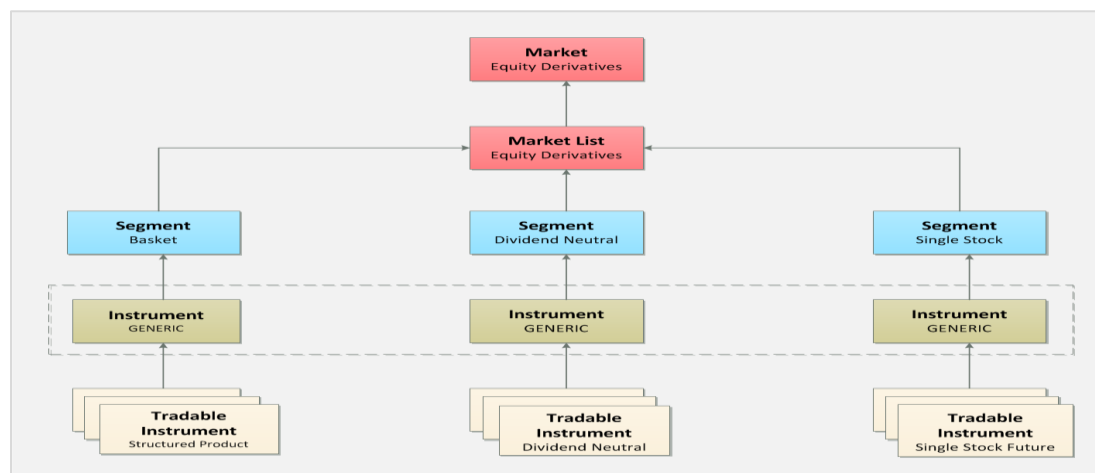 Market
Equity Derivatives
Market List
Equity Derivatives
Segment
Basket
Segment
Dividend Neutral
Segment
Single Stock
Instrument
GENERIC
Instrument
GENERIC
Instrument
GENERIC
Tradable
Instrument
Structured Product
Tradable
Instrument
Dividend Neutral
Tradable
Instrument
Single Stock Future